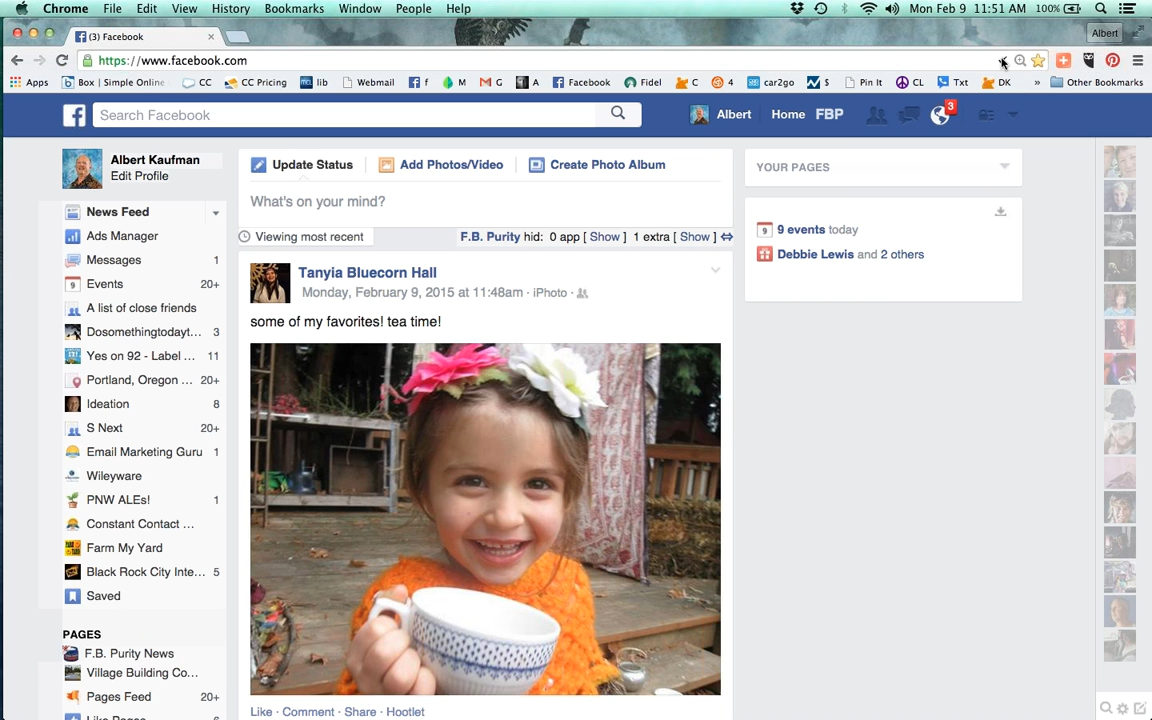 Chrome File Edit View History Bookmarks Window People Help Mon Feb 9 11:51 AM 100%
(3) Facebook Albert
https://www.facebook.com
Apps Box | Simple Online CC CC Pricing lib Webmail f M G A Facebook Fidel C 4 car2go $ Pin It CL Txt DK » Other Bookmarks
Search Facebook Albert Home FBP 3
Albert Kaufman
Edit Profile
News Feed
Ads Manager
Messages 1
Events 20+
A list of close friends
Dosomethingtodayt... 3
Yes on 92 - Label ... 11
Portland, Oregon ... 20+
Ideation 8
S Next 20+
Email Marketing Guru 1
Wileyware
PNW ALEs! 1
Constant Contact ...
Farm My Yard
Black Rock City Inte... 5
Saved
PAGES
F.B. Purity News
Village Building Co...
Pages Feed 20+
Like Pages 6
Update Status Add Photos/Video Create Photo Album
What's on your mind?
Viewing most recent F.B. Purity hid: 0 app [ Show ] 1 extra [ Show ]
Tanyia Bluecorn Hall
Monday, February 9, 2015 at 11:48am · iPhoto ·
some of my favorites! tea time!
Like · Comment · Share · Hootlet
YOUR PAGES
9 9 events today
Debbie Lewis and 2 others